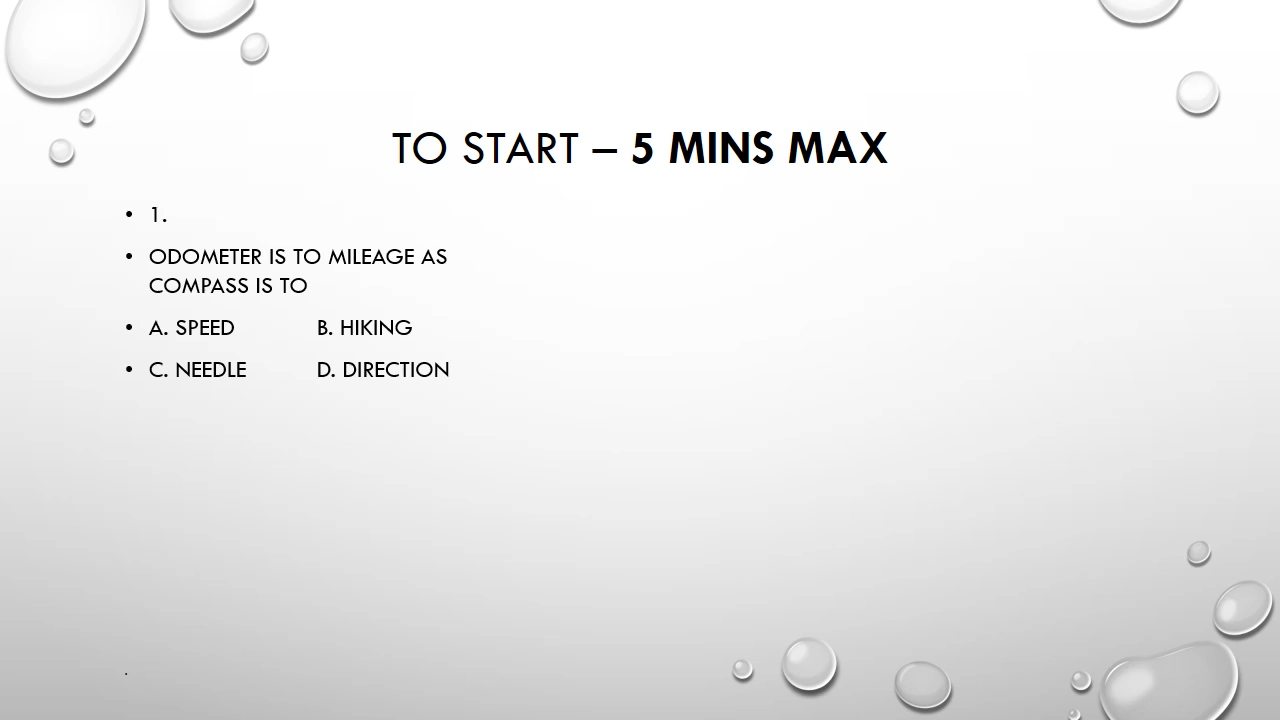 TO START – 5 MINS MAX
• 1.
• ODOMETER IS TO MILEAGE AS
COMPASS IS TO
• A. SPEED B. HIKING
• C. NEEDLE D. DIRECTION
.